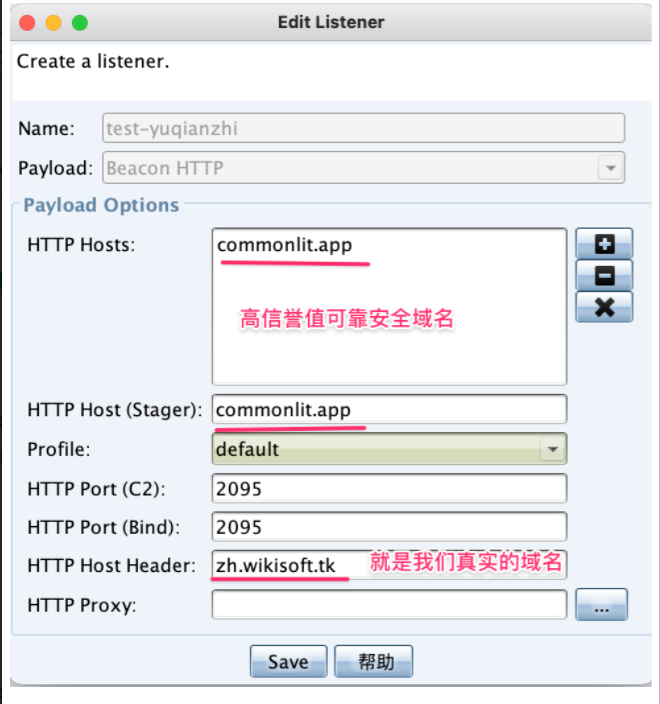 Edit Listener
Create a listener.
Name: test-yuqianzhi
Payload: Beacon HTTP
Payload Options
HTTP Hosts: commonlit.app
高信誉值可靠安全域名
HTTP Host (Stager): commonlit.app
Profile: default
HTTP Port (C2): 2095
HTTP Port (Bind): 2095
HTTP Host Header: zh.wikisoft.tk 就是我们真实的域名
HTTP Proxy: ...
Save 帮助